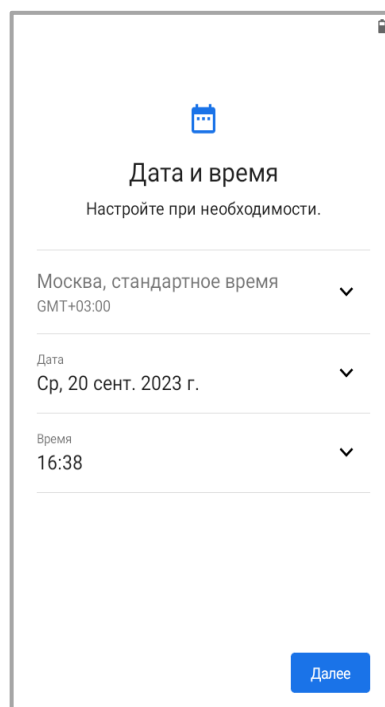 Дата и время
Настройте при необходимости.
Москва, стандартное время
GMT+03:00
Дата
Ср, 20 сент. 2023 г.
Время
16:38
Далее